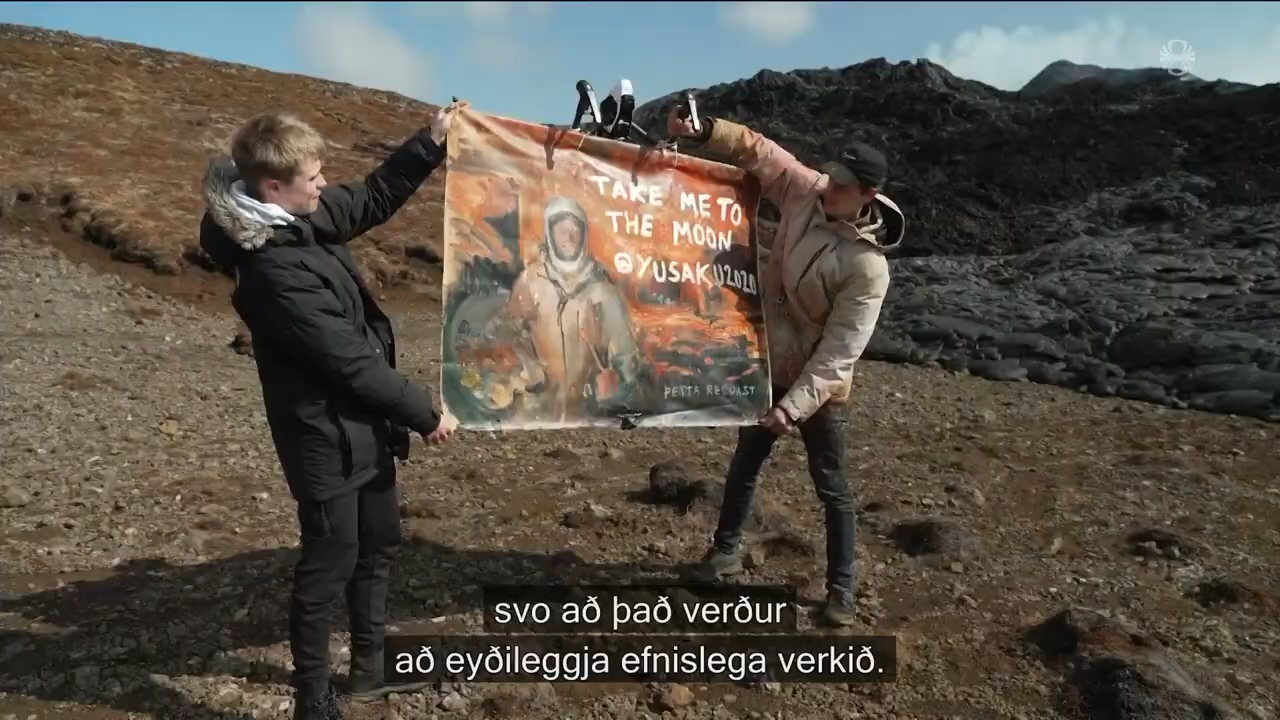 TAKE ME TO
THE MOON
@YUSAKU2020
ÞETTA REDDAST
svo að það verður
að eyðileggja efnislega verkið.